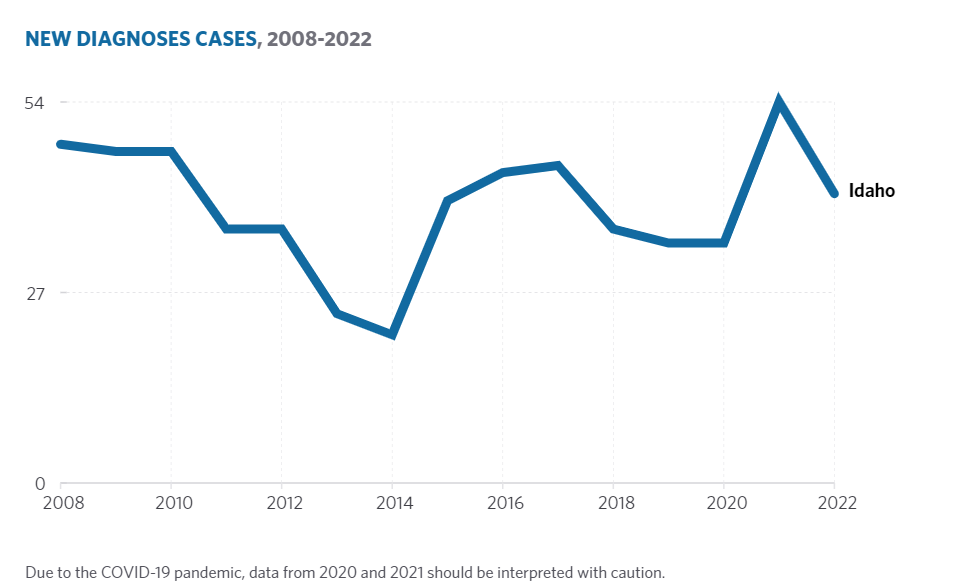 NEW DIAGNOSES CASES, 2008-2022
54
Idaho
27
0
2008 2010 2012 2014 2016 2018 2020 2022
Due to the COVID-19 pandemic, data from 2020 and 2021 should be interpreted with caution.